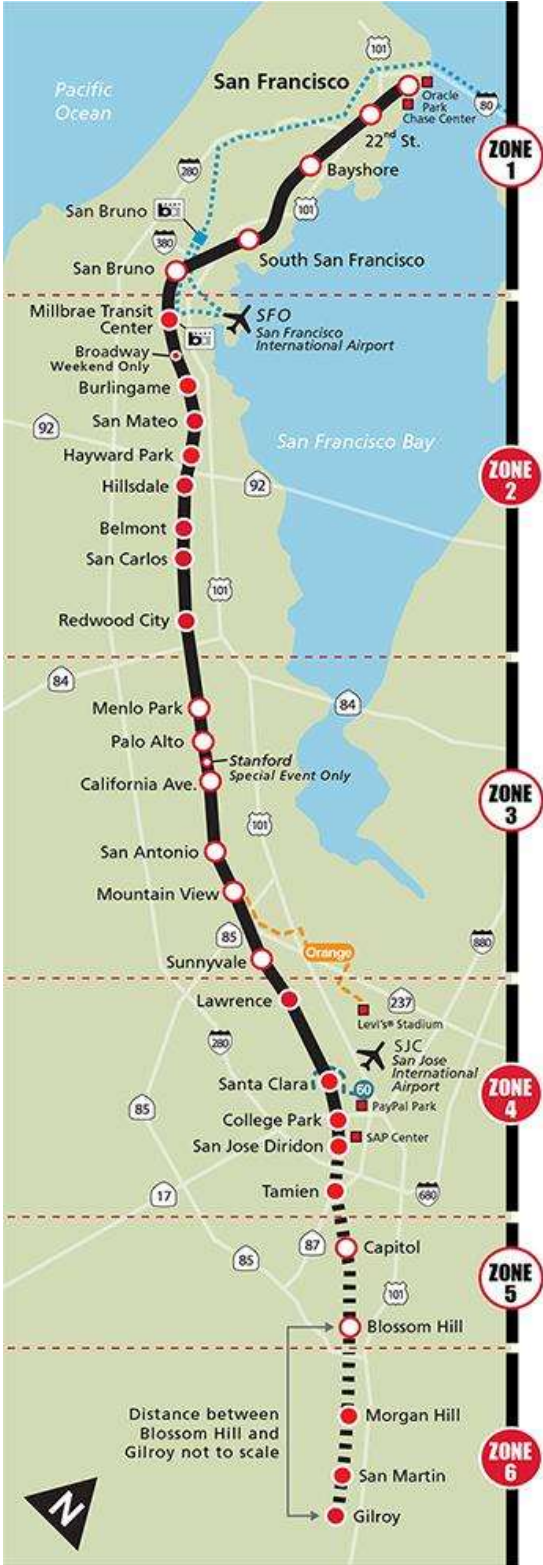 101
San Francisco
Pacific
Ocean
Oracle
Park
80
Chase Center
22nd St.
ZONE
1
Bayshore
280
101
San Bruno
ba
380
South San Francisco
San Bruno
Millbrae Transit
Center
SFO
San Francisco
International Airport
ba
Broadway
Weekend Only
Burlingame
San Mateo
92
San Francisco Bay
Hayward Park
ZONE
2
Hillsdale
92
Belmont
San Carlos
101
Redwood City
84
Menlo Park
84
Palo Alto
Stanford
Special Event Only
California Ave.
ZONE
3
101
San Antonio
Mountain View
85
880
Orange
Sunnyvale
Lawrence
237
Levi's® Stadium
280
SJC
San Jose
International
Airport
Santa Clara
60
ZONE
4
85
PayPal Park
College Park
SAP Center
San Jose Diridon
17
Tamien
680
87
Capitol
85
ZONE
5
101
Blossom Hill
Distance between
Blossom Hill and
Gilroy not to scale
Morgan Hill
ZONE
6
San Martin
N
Gilroy